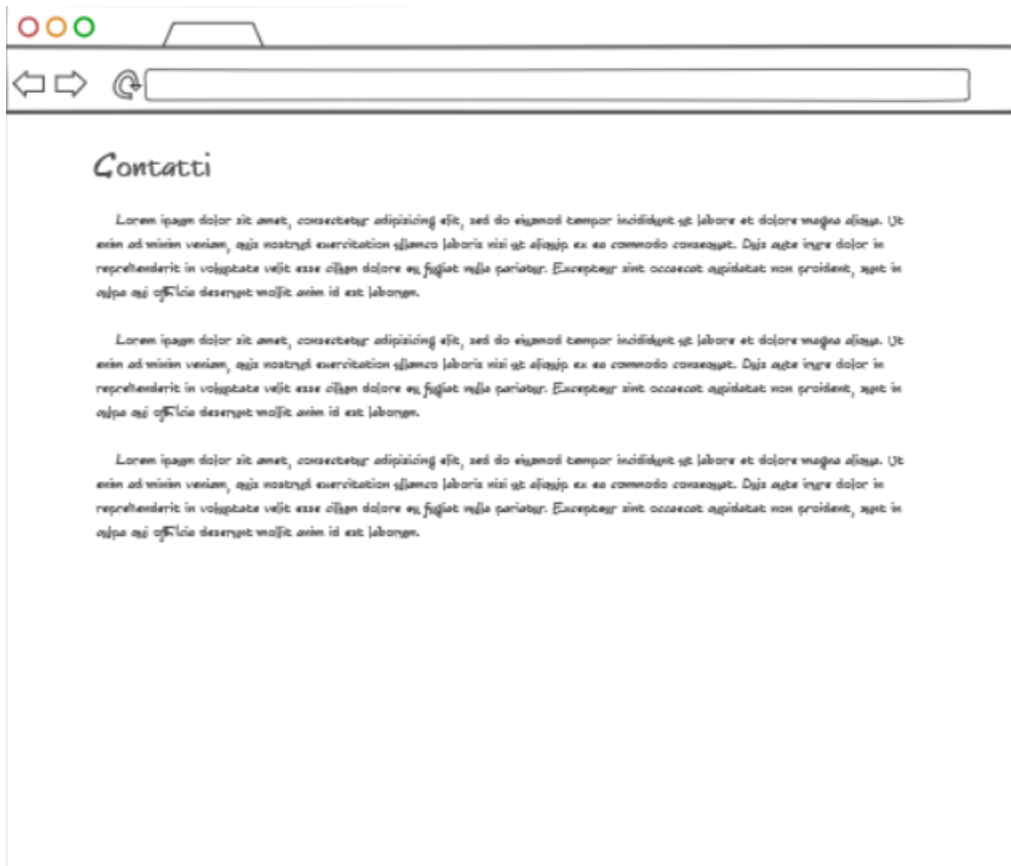 Contatti
Lorem ipsum dolor sit amet, consectetur adipisicing elit, sed do eiusmod tempor incididunt ut labore et dolore magna aliqua. Ut
enim ad minim veniam, quis nostrud exercitation ullamco laboris nisi ut aliquip ex ea commodo consequat. Duis aute irure dolor in
reprehenderit in voluptate velit esse cillum dolore eu fugiat nulla pariatur. Excepteur sint occaecat cupidatat non proident, sunt in
culpa qui officia deserunt mollit anim id est laborum.
Lorem ipsum dolor sit amet, consectetur adipisicing elit, sed do eiusmod tempor incididunt ut labore et dolore magna aliqua. Ut
enim ad minim veniam, quis nostrud exercitation ullamco laboris nisi ut aliquip ex ea commodo consequat. Duis aute irure dolor in
reprehenderit in voluptate velit esse cillum dolore eu fugiat nulla pariatur. Excepteur sint occaecat cupidatat non proident, sunt in
culpa qui officia deserunt mollit anim id est laborum.
Lorem ipsum dolor sit amet, consectetur adipisicing elit, sed do eiusmod tempor incididunt ut labore et dolore magna aliqua. Ut
enim ad minim veniam, quis nostrud exercitation ullamco laboris nisi ut aliquip ex ea commodo consequat. Duis aute irure dolor in
reprehenderit in voluptate velit esse cillum dolore eu fugiat nulla pariatur. Excepteur sint occaecat cupidatat non proident, sunt in
culpa qui officia deserunt mollit anim id est laborum.